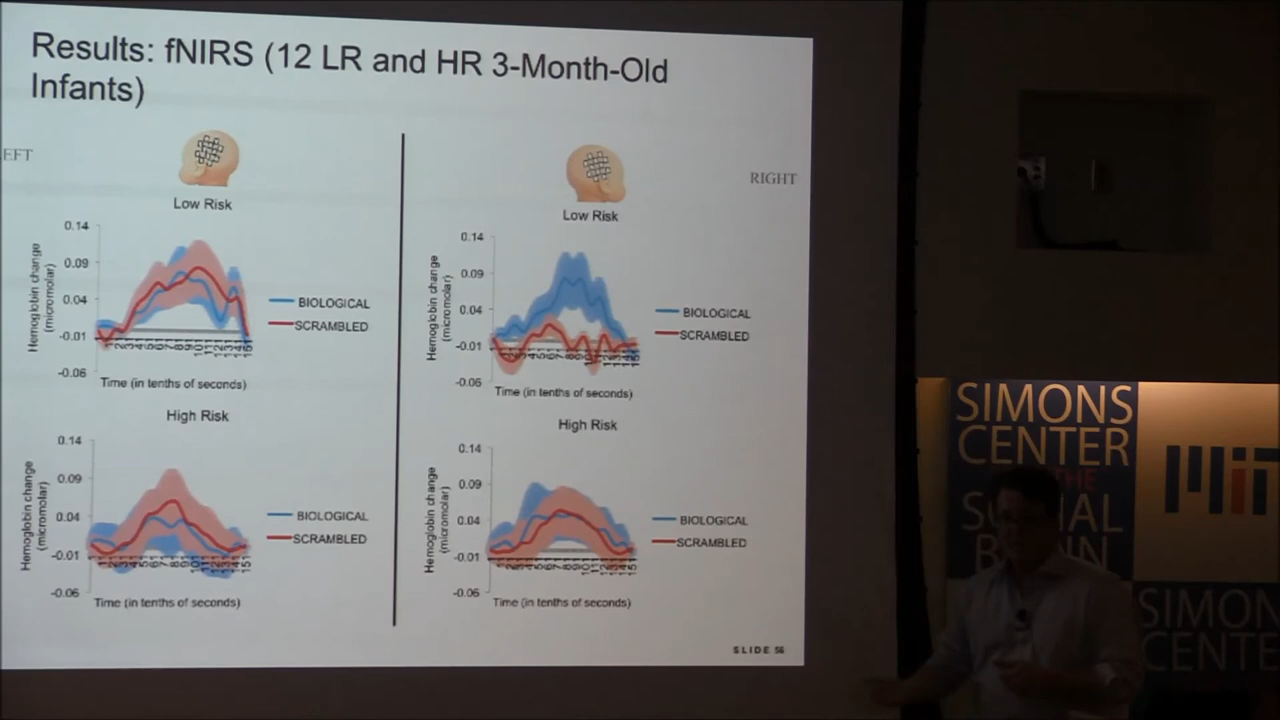 Results: fNIRS (12 LR and HR 3-Month-Old
Infants)
EFT
RIGHT
Low Risk
0.14
0.09
0.04
-0.01
-0.06
Hemoglobin change
(micromolar)
BIOLOGICAL
SCRAMBLED
Time (in tenths of seconds)
Low Risk
0.14
0.09
0.04
-0.01
-0.06
Hemoglobin change
(micromolar)
BIOLOGICAL
SCRAMBLED
Time (in tenths of seconds)
High Risk
0.14
0.09
0.04
-0.01
-0.06
Hemoglobin change
(micromolar)
BIOLOGICAL
SCRAMBLED
Time (in tenths of seconds)
High Risk
0.14
0.09
0.04
-0.01
-0.06
Hemoglobin change
(micromolar)
BIOLOGICAL
SCRAMBLED
Time (in tenths of seconds)
SLIDE 56
SIMONS
CENTER
THE
MIT
SIMON
CENTE